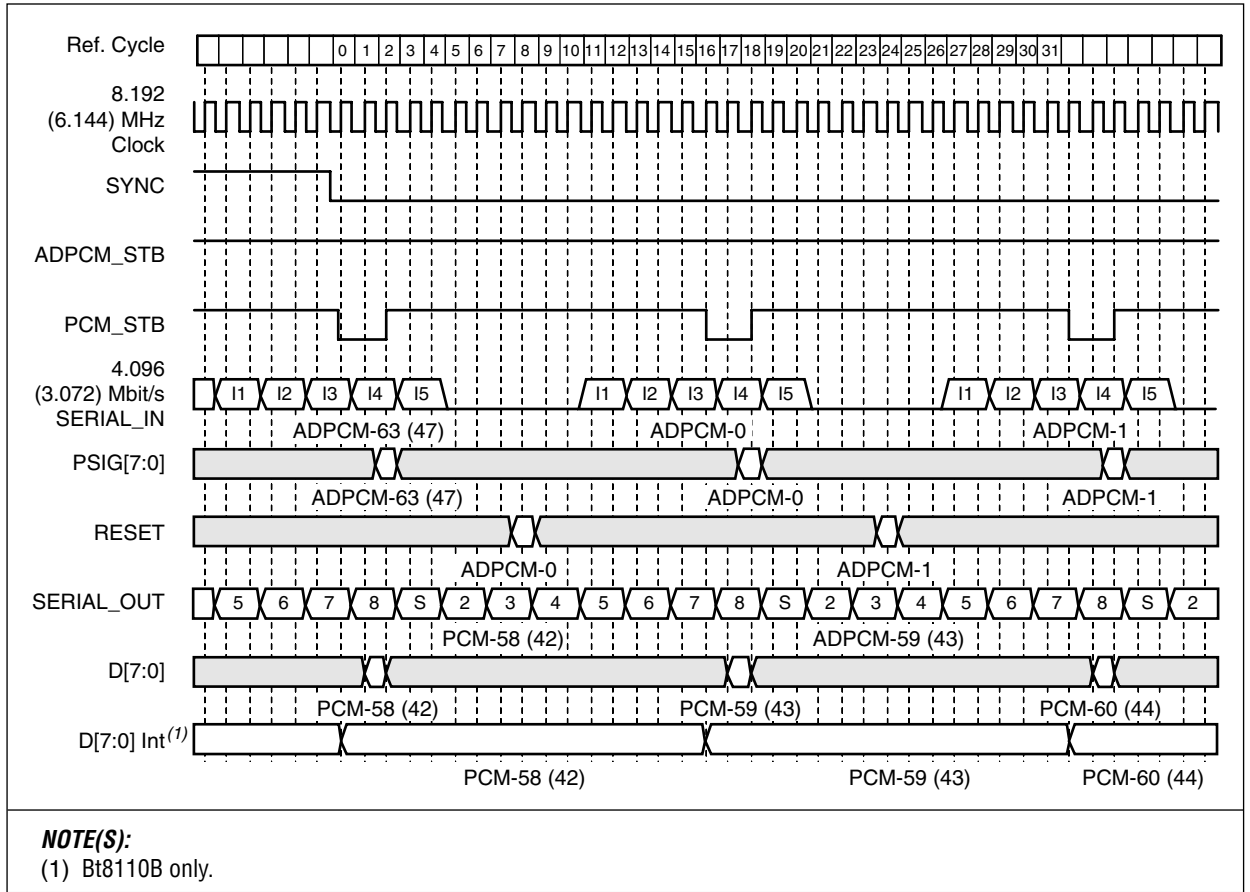 Ref. Cycle 0 1 2 3 4 5 6 7 8 9 10 11 12 13 14 15 16 17 18 19 20 21 22 23 24 25 26 27 28 29 30 31
8.192
(6.144) MHz
Clock
SYNC
ADPCM_STB
PCM_STB
4.096
(3.072) Mbit/s
SERIAL_IN
I1 I2 I3 I4 I5 I1 I2 I3 I4 I5 I1 I2 I3 I4 I5
ADPCM-63 (47) ADPCM-0 ADPCM-1
PSIG[7:0]
ADPCM-63 (47) ADPCM-0 ADPCM-1
RESET
ADPCM-0 ADPCM-1
SERIAL_OUT 5 6 7 8 S 2 3 4 5 6 7 8 S 2 3 4 5 6 7 8 S 2
PCM-58 (42) ADPCM-59 (43)
D[7:0]
PCM-58 (42) PCM-59 (43) PCM-60 (44)
D[7:0] Int(1)
PCM-58 (42) PCM-59 (43) PCM-60 (44)
NOTE(S):
(1) Bt8110B only.